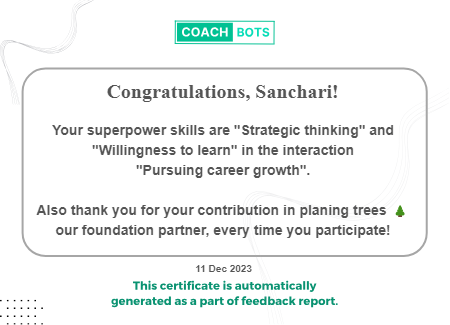 COACH BOTS
Congratulations, Sanchari!
Your superpower skills are "Strategic thinking" and
"Willingness to learn" in the interaction
"Pursuing career growth".
Also thank you for your contribution in planing trees 🌲
our foundation partner, every time you participate!
11 Dec 2023
This certificate is automatically
generated as a part of feedback report.